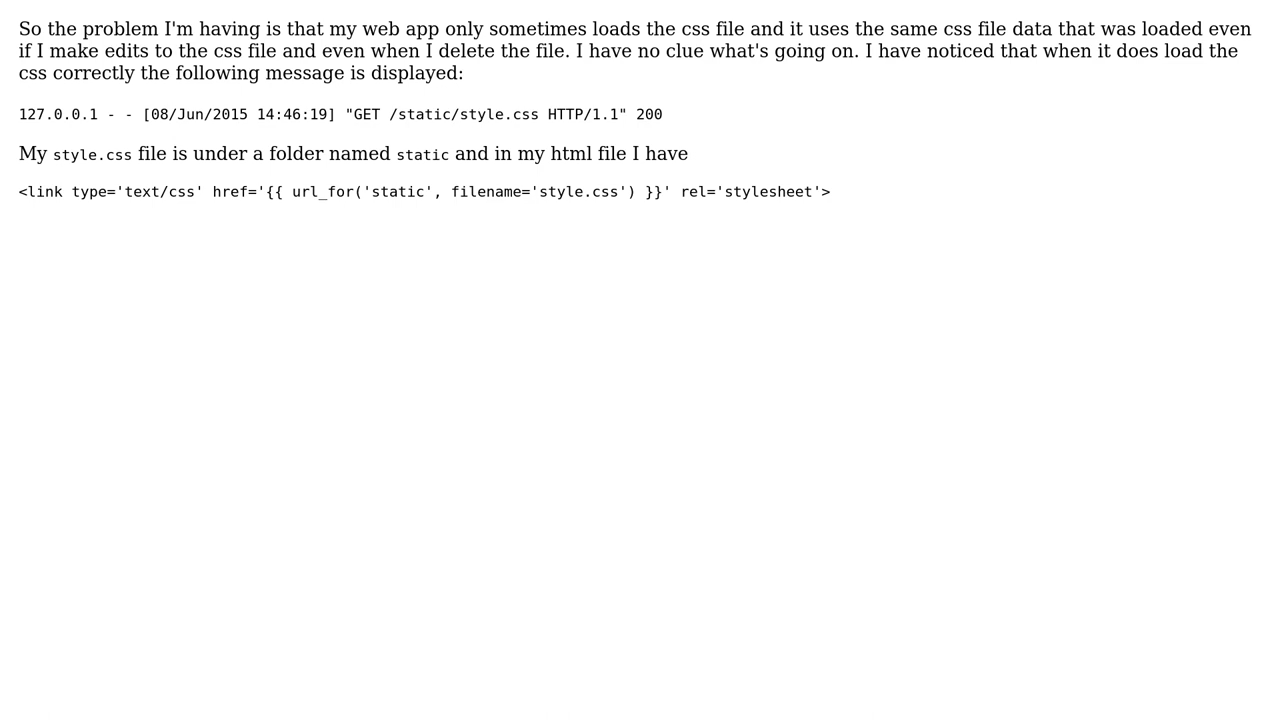 So the problem I'm having is that my web app only sometimes loads the css file and it uses the same css file data that was loaded even
if I make edits to the css file and even when I delete the file. I have no clue what's going on. I have noticed that when it does load the
css correctly the following message is displayed:
127.0.0.1 - - [08/Jun/2015 14:46:19] "GET /static/style.css HTTP/1.1" 200
My style.css file is under a folder named static and in my html file I have
<link type='text/css' href='{{ url_for('static', filename='style.css') }}' rel='stylesheet'>